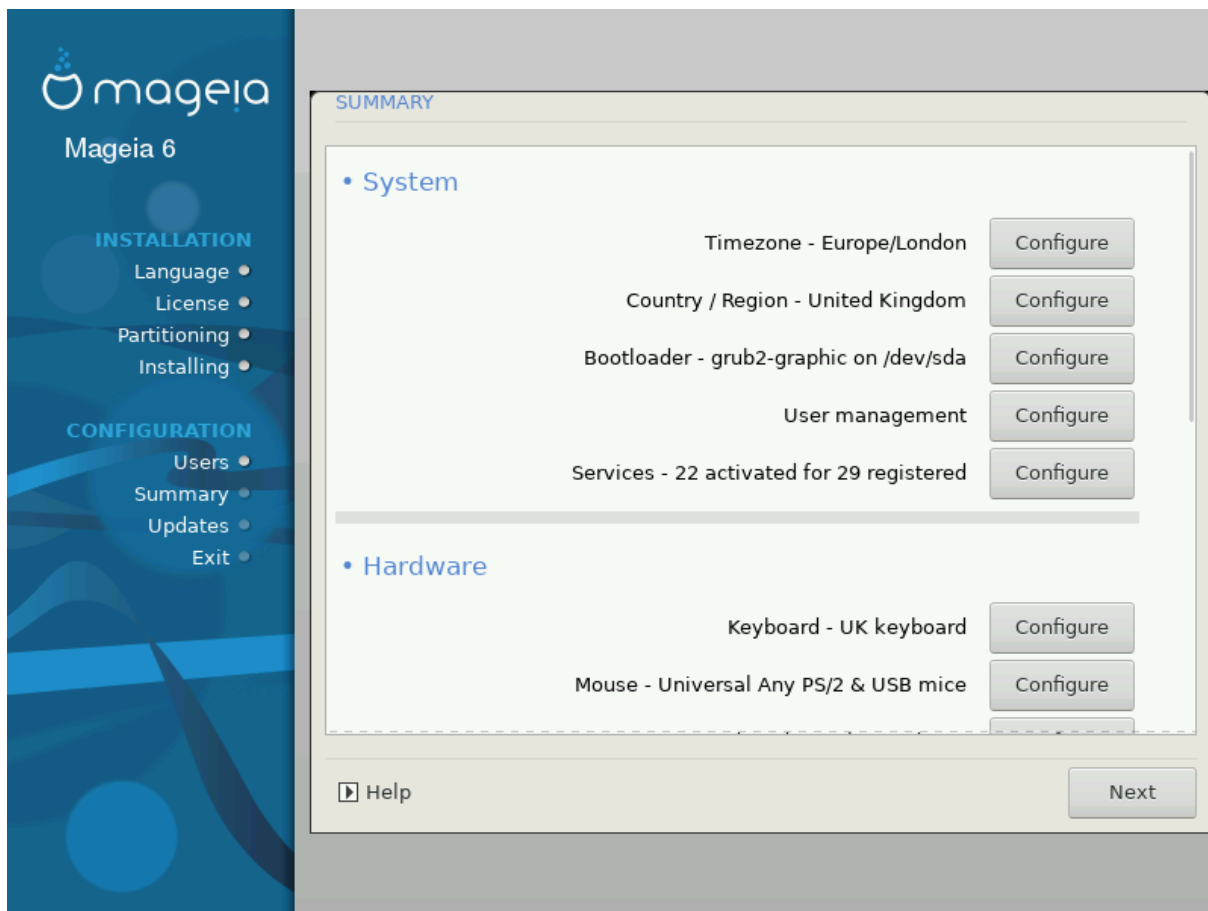 mageia
Mageia 6
INSTALLATION
Language
License
Partitioning
Installing
CONFIGURATION
Users
Summary
Updates
Exit
SUMMARY
• System
Timezone - Europe/London Configure
Country / Region - United Kingdom Configure
Bootloader - grub2-graphic on /dev/sda Configure
User management Configure
Services - 22 activated for 29 registered Configure
• Hardware
Keyboard - UK keyboard Configure
Mouse - Universal Any PS/2 & USB mice Configure
Help
Next